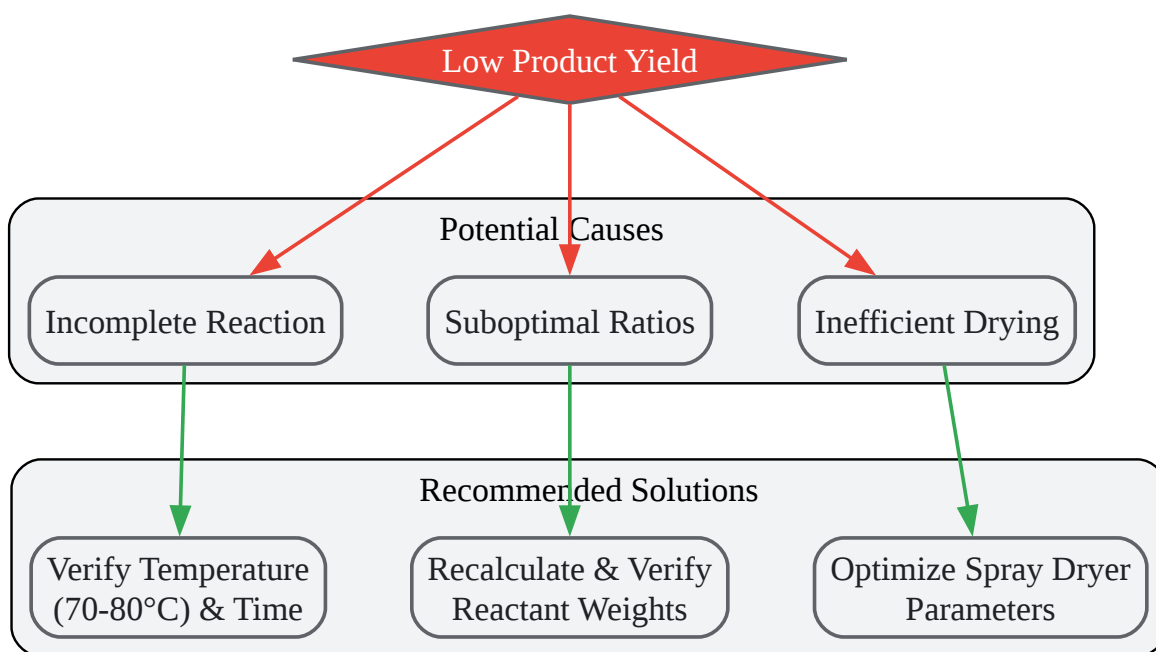 Low Product Yield
Potential Causes
Incomplete Reaction
Suboptimal Ratios
Inefficient Drying
Recommended Solutions
Verify Temperature
(70-80°C) & Time
Recalculate & Verify
Reactant Weights
Optimize Spray Dryer
Parameters